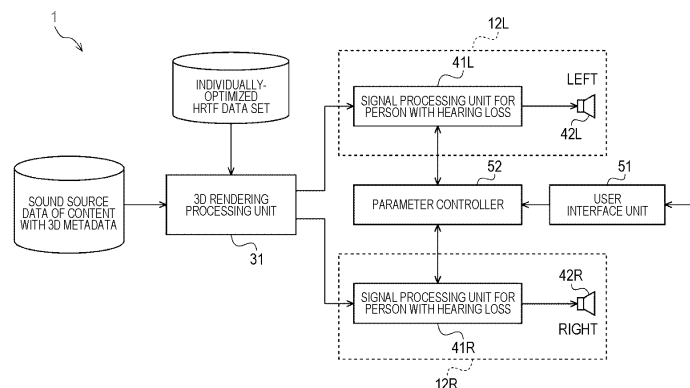 1
12L
41L
LEFT
INDIVIDUALLY-
OPTIMIZED
HRTF DATA SET
SIGNAL PROCESSING UNIT FOR
PERSON WITH HEARING LOSS
42L
52
51
SOUND SOURCE
DATA OF CONTENT
WITH 3D METADATA
3D RENDERING
PROCESSING UNIT
PARAMETER CONTROLLER
USER
INTERFACE UNIT
31
42R
SIGNAL PROCESSING UNIT FOR
PERSON WITH HEARING LOSS
RIGHT
41R
12R